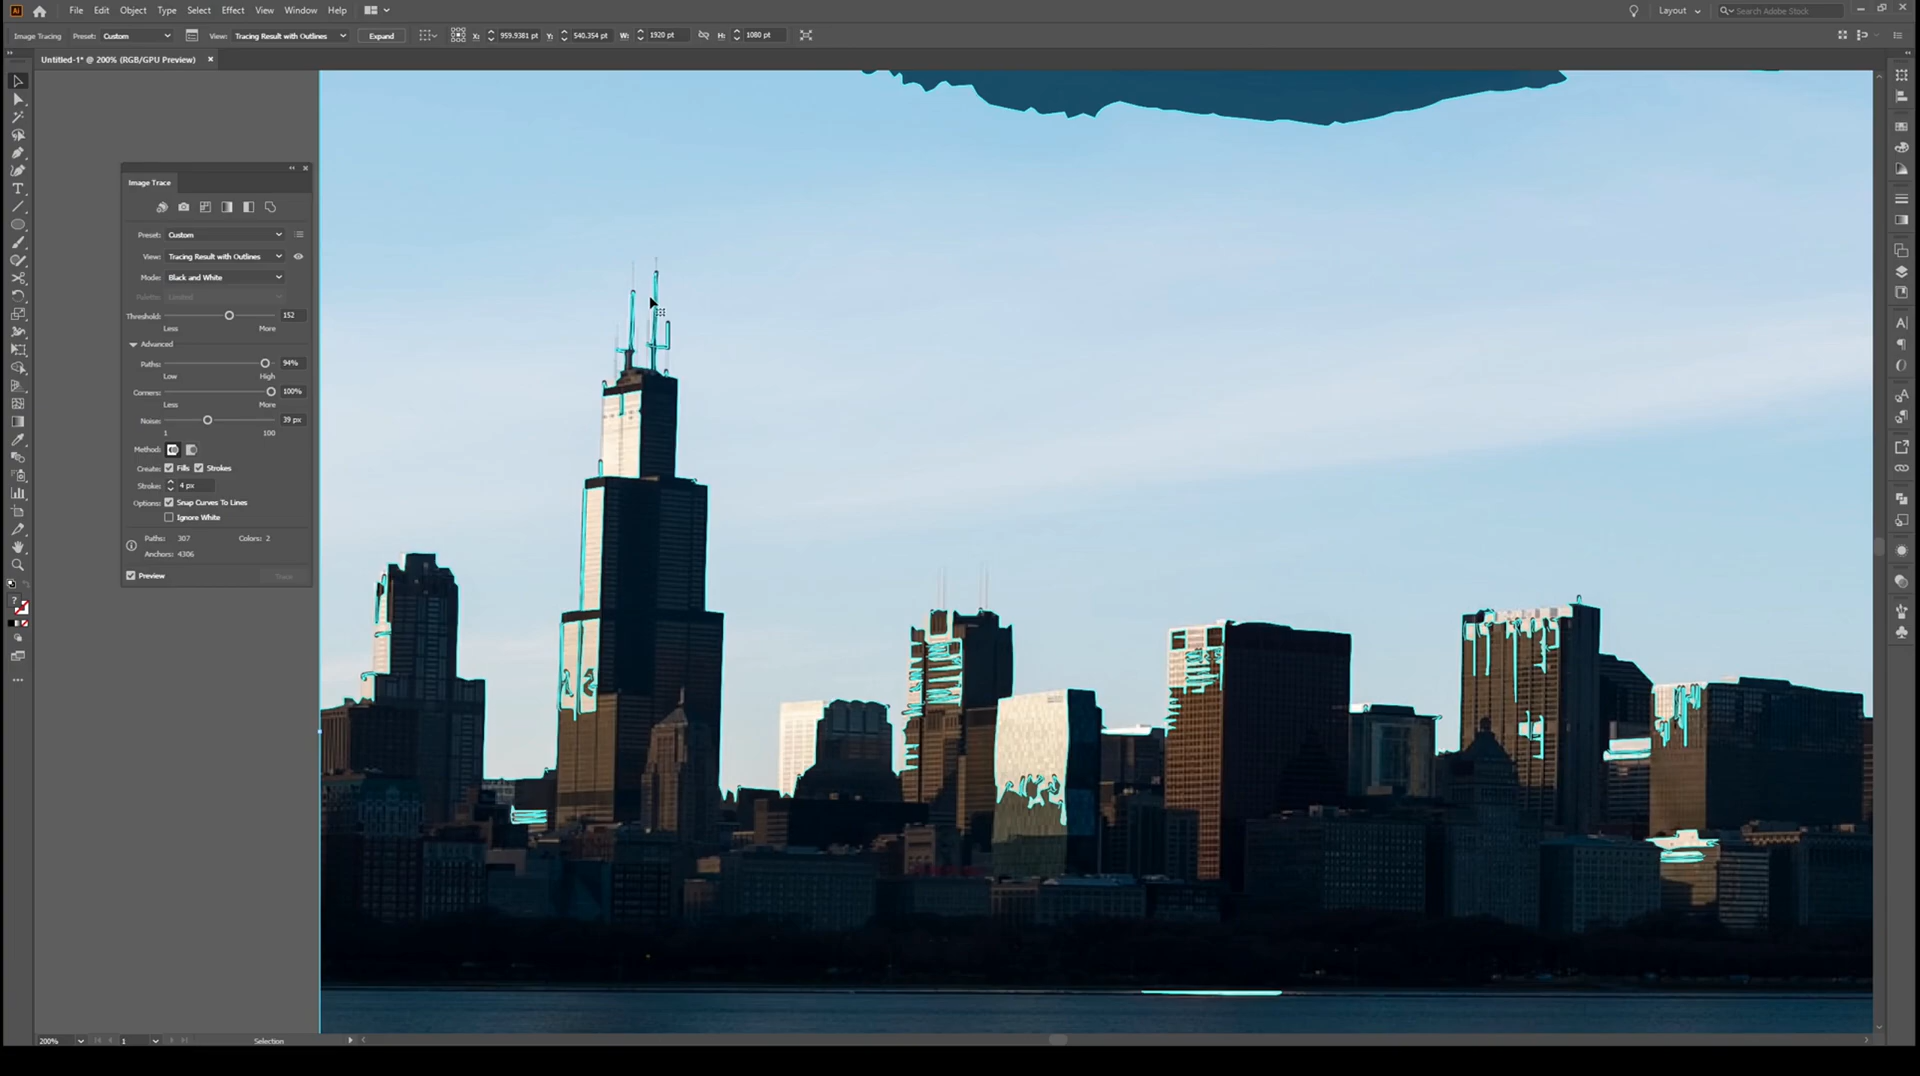 File Edit Object Type Select Effect View Window Help
Layout
Search Adobe Stock
Image Tracing Preset: Custom View: Tracing Result with Outlines Expand X: 959.9381 pt Y: 540.354 pt W: 1920 pt H: 1080 pt
Untitled-1* @ 200% (RGB/GPU Preview) ×
Image Trace
Preset: Custom
View: Tracing Result with Outlines
Mode: Black and White
Palette: Limited
Threshold: 152
Less More
Advanced
Paths: 94%
Low High
Corners: 100%
Less More
Noise: 39 px
1 100
Method:
Create: Fills Strokes
Stroke: 4 px
Options: Snap Curves To Lines
Ignore White
Paths: 307 Colors: 2
Anchors: 4306
Preview Trace
200% 1 Selection